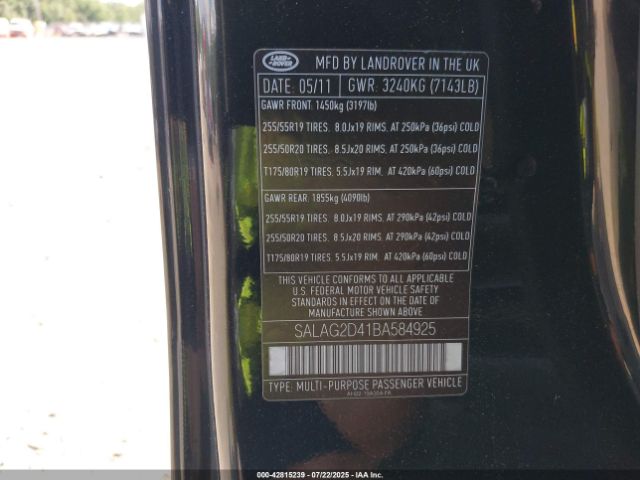 LAND ROVER
MFD BY LANDROVER IN THE UK
DATE: 05/11 GWR: 3240KG (7143LB)
GAWR FRONT: 1450kg (3197lb)
255/55R19 TIRES. 8.0Jx19 RIMS. AT 250kPa (36psi) COLD
255/50R20 TIRES. 8.5Jx20 RIMS. AT 250kPa (36psi) COLD
T175/80R19 TIRES. 5.5Jx19 RIM. AT 420kPa (60psi) COLD
GAWR REAR: 1855kg (4090lb)
255/55R19 TIRES. 8.0Jx19 RIMS. AT 290kPa (42psi) COLD
255/50R20 TIRES. 8.5Jx20 RIMS. AT 290kPa (42psi) COLD
T175/80R19 TIRES. 5.5Jx19 RIM. AT 420kPa (60psi) COLD
THIS VEHICLE CONFORMS TO ALL APPLICABLE
U.S. FEDERAL MOTOR VEHICLE SAFETY
STANDARDS IN EFFECT ON THE DATE OF
MANUFACTURE SHOWN ABOVE
SALAG2D41BA584925
TYPE: MULTI-PURPOSE PASSENGER VEHICLE
000-42815239 - 07/22/2025 - IAA Inc.